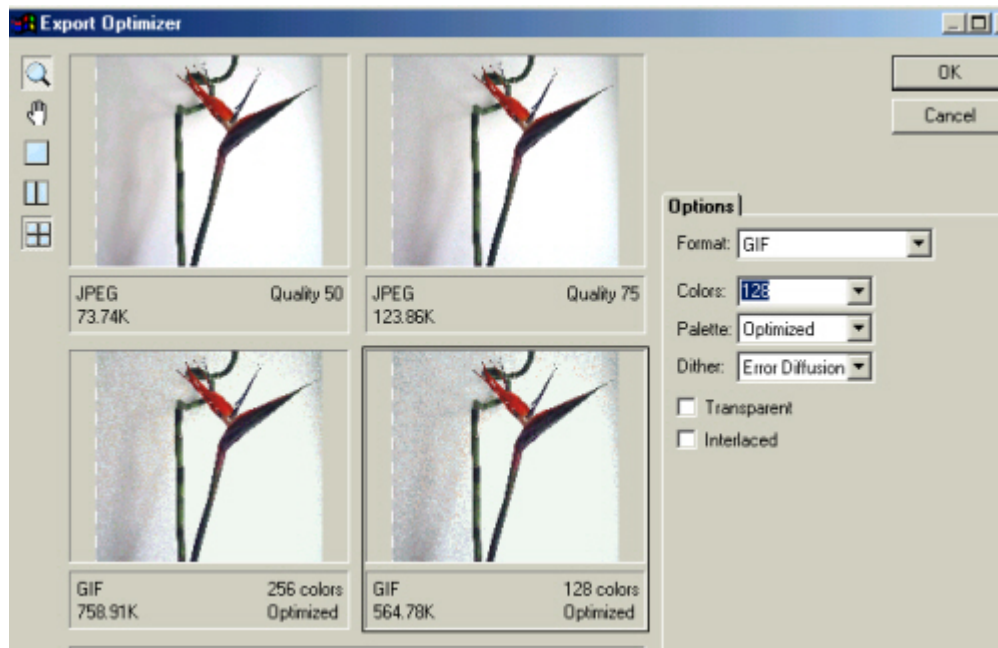 Export Optimizer
OK
Cancel
JPEG Quality 50
73.74K
JPEG Quality 75
123.86K
Options
Format: GIF
Colors: 128
Palette: Optimized
Dither: Error Diffusion
Transparent
Interlaced
GIF 256 colors
758.91K Optimized
GIF 128 colors
564.78K Optimized